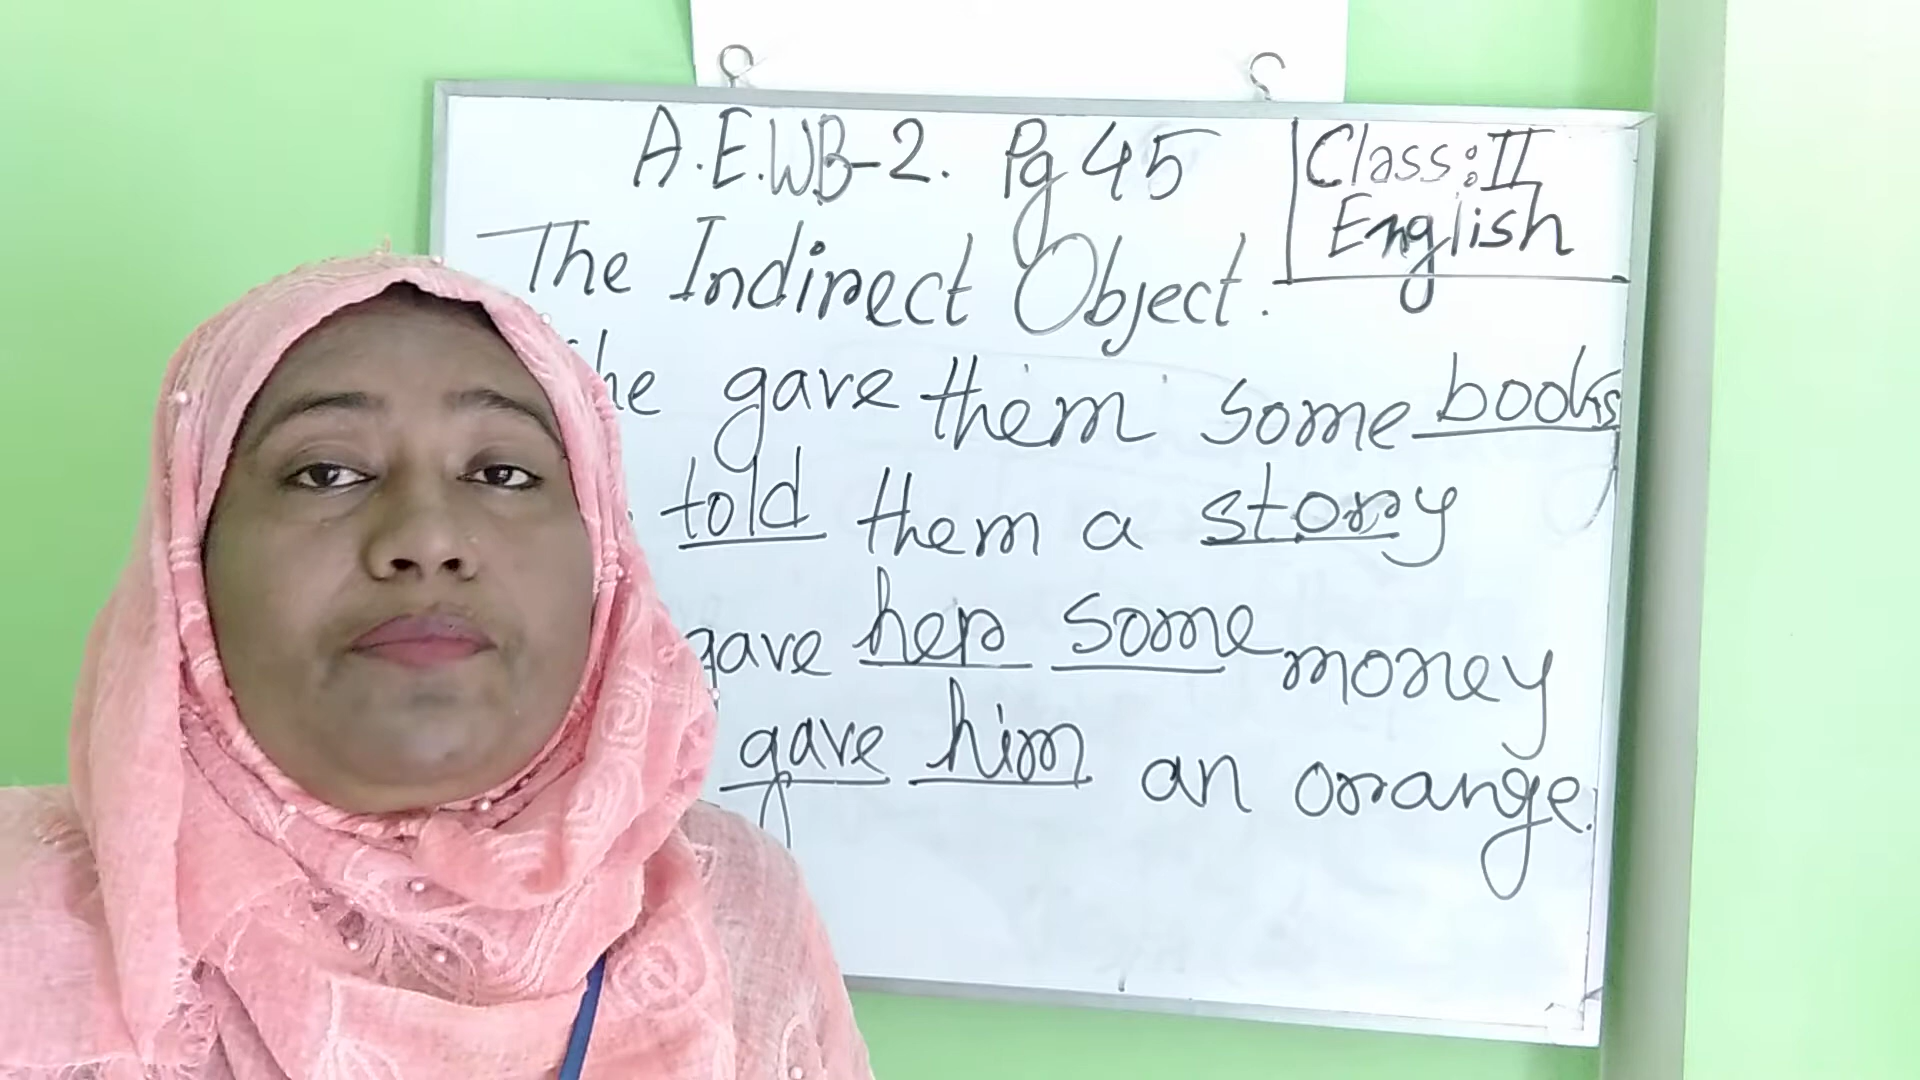 A.E.WB-2. Pg 45
Class: II
English
The Indirect Object.
he gave them some books
told them a story
gave her some money
gave him an orange.